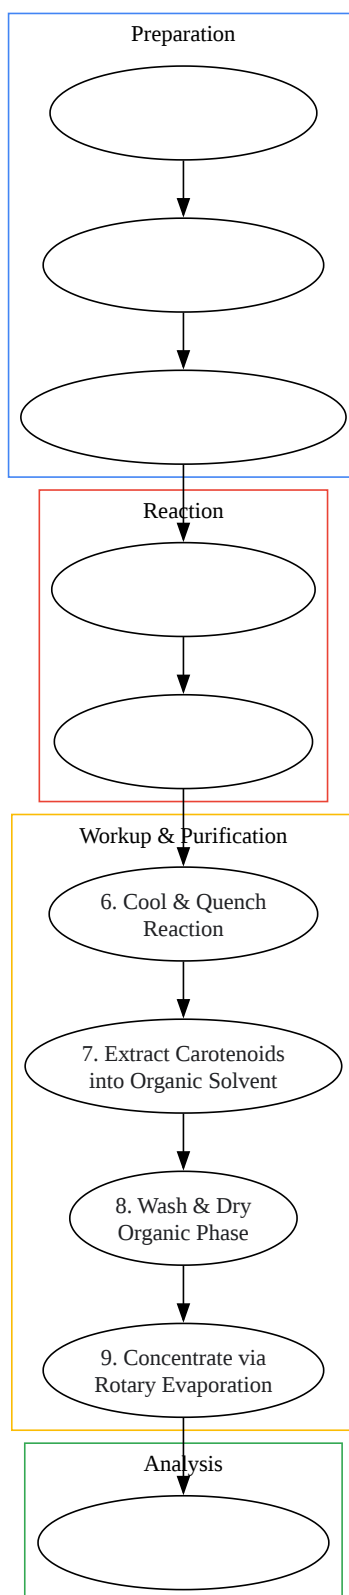 Preparation
Reaction
Workup & Purification
6. Cool & Quench
Reaction
7. Extract Carotenoids
into Organic Solvent
8. Wash & Dry
Organic Phase
9. Concentrate via
Rotary Evaporation
Analysis